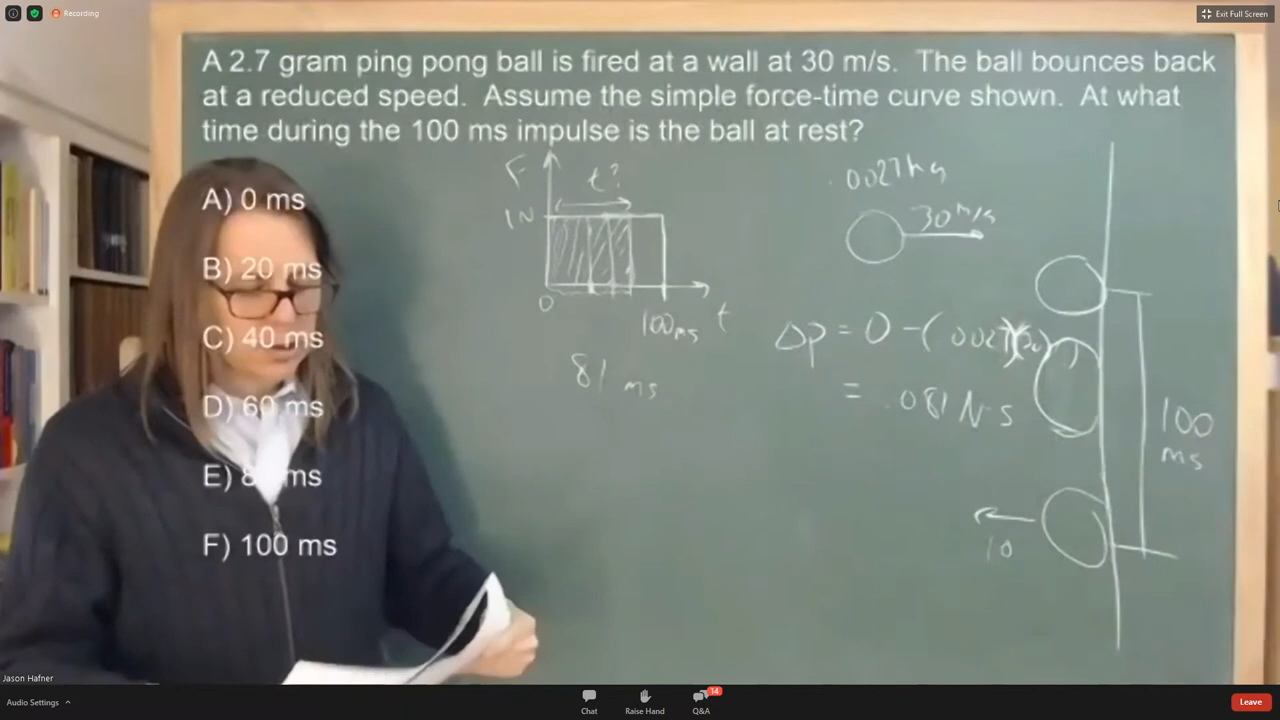 Recording
Exit Full Screen
A 2.7 gram ping pong ball is fired at a wall at 30 m/s. The ball bounces back
at a reduced speed. Assume the simple force-time curve shown. At what
time during the 100 ms impulse is the ball at rest?
A) 0 ms
B) 20 ms
C) 40 ms
D) 60 ms
E) 8 ms
F) 100 ms
F
t?
1N
0
100ms t
81 ms
.0027kg
30 m/s
Δp = 0 - (.0027)(30)
= .081 N·s
100
ms
10
Jason Hafner
Audio Settings
Chat
Raise Hand
14
Q&A
Leave